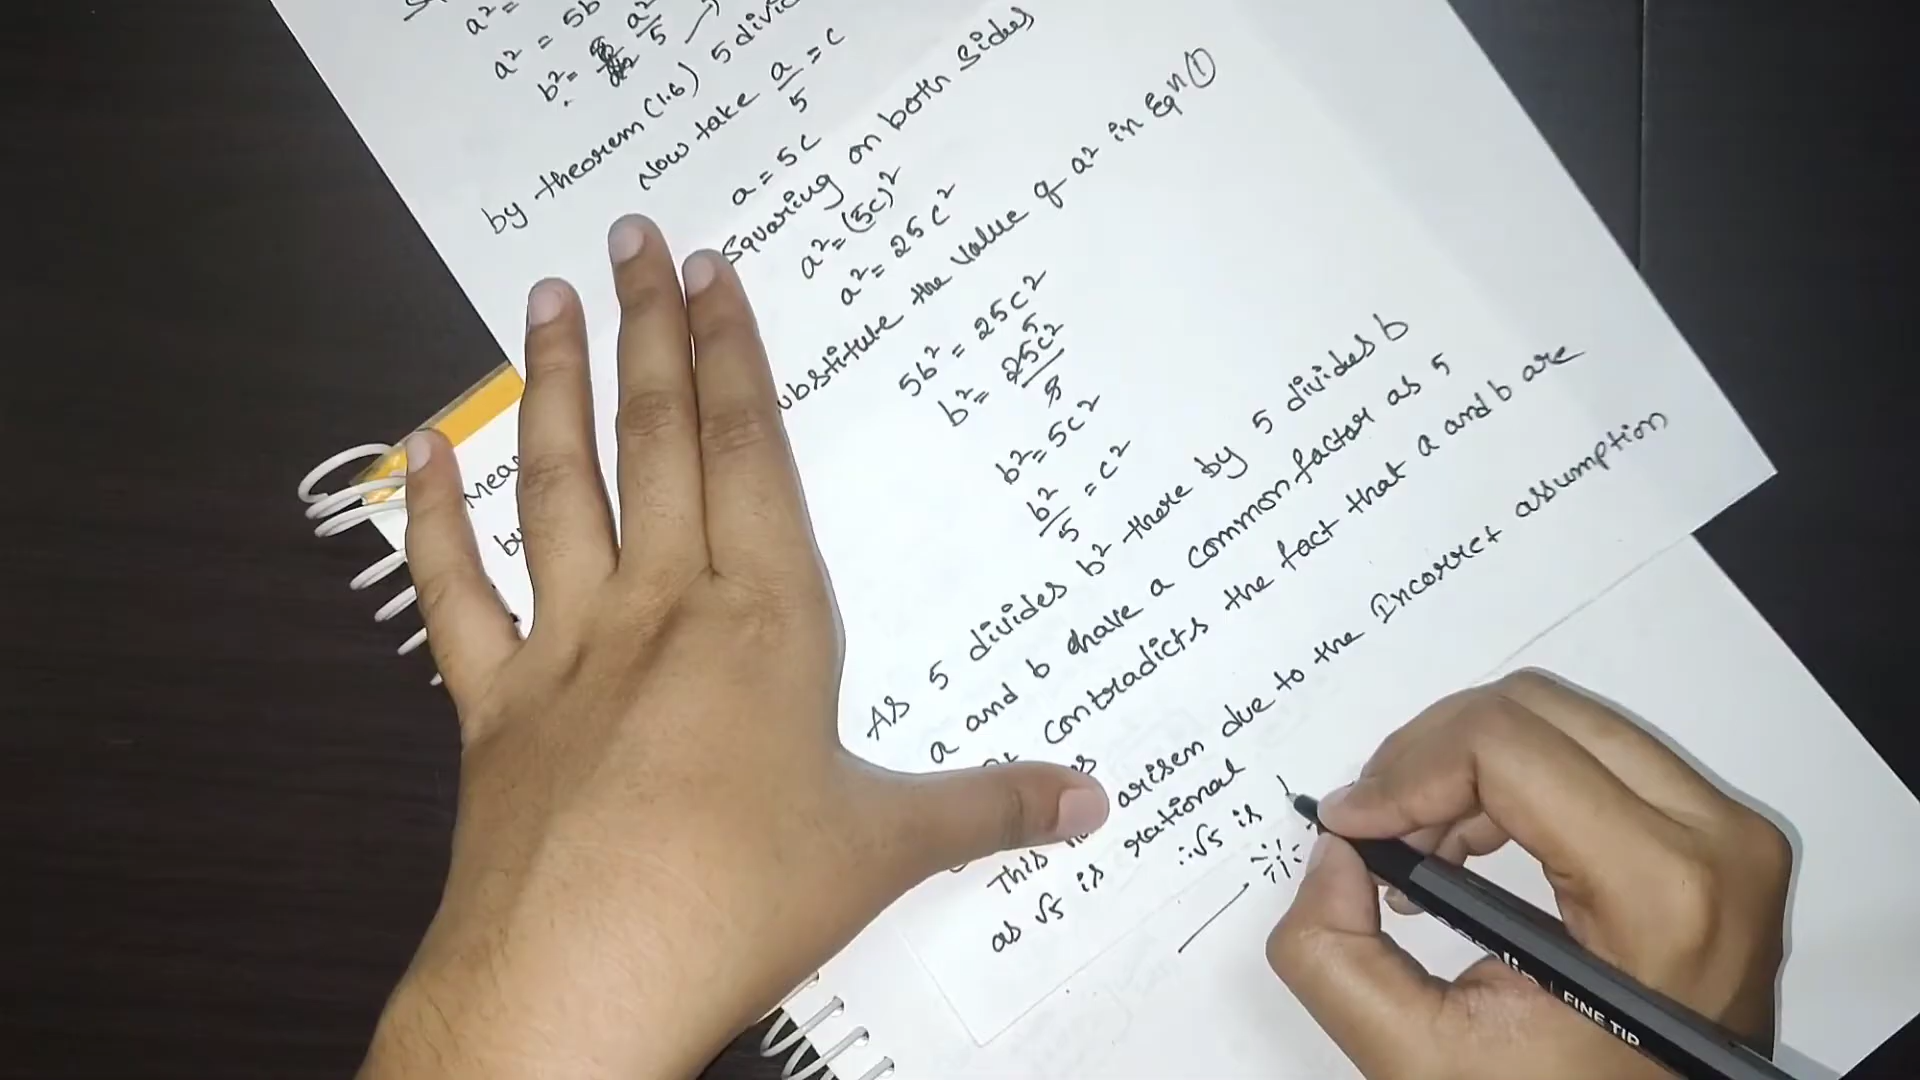 a² =
a² = 5b
b² = a²
5
by theorem (1.6) 5 divid
Now take a/5 = c
a = 5c
Squaring on both sides
a² = (5c)²
a² = 25c²
ubstitute the value of a² in Eqⁿ ①
5b² = 25c²
b² = 25c²/5
5
b² = 5c²
b²/5 = c²
As 5 divides b² there by 5 divides b
a and b have a common factor as 5
contradicts the fact that a and b are
This arisen due to the Incorrect assumption
as √5 is rational
∴ √5 is
FINE TIP